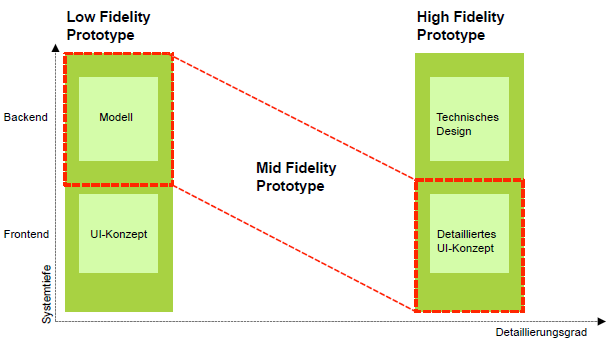 Low Fidelity
Prototype
High Fidelity
Prototype
Backend
Modell
Technisches
Design
Mid Fidelity
Prototype
Frontend
UI-Konzept
Detailliertes
UI-Konzept
Systemtiefe
Detaillierungsgrad